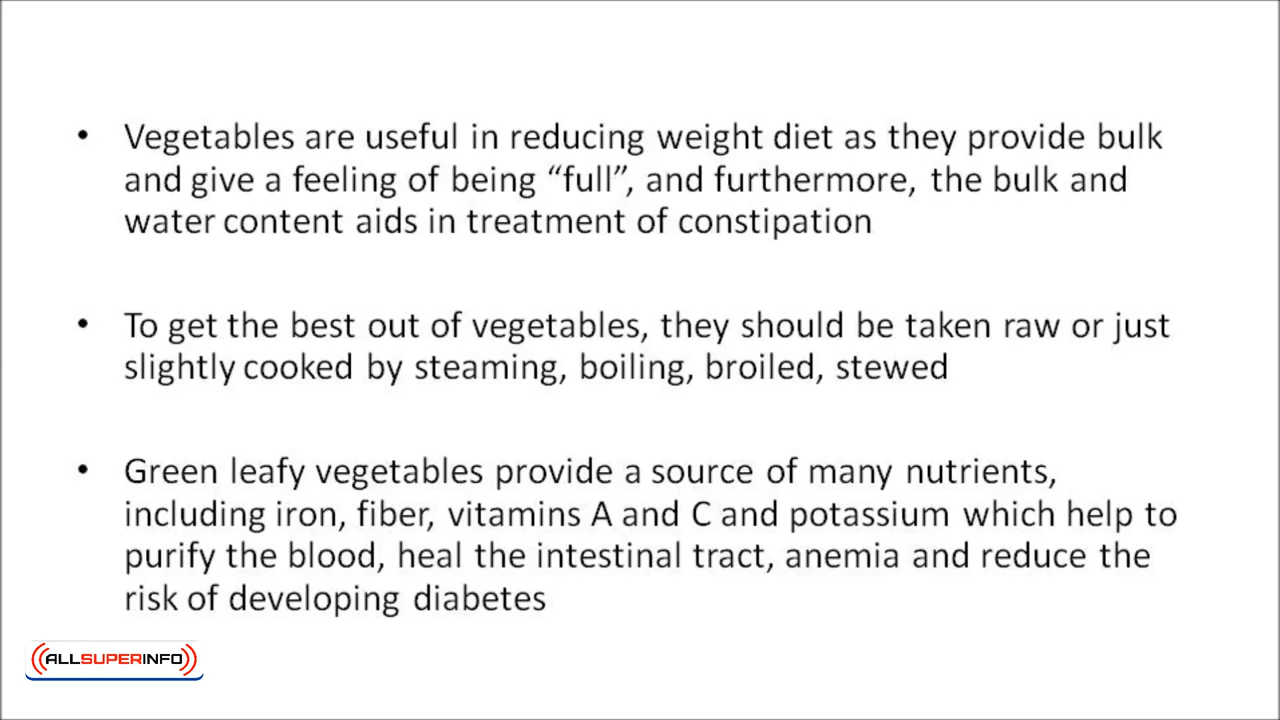 • Vegetables are useful in reducing weight diet as they provide bulk
and give a feeling of being “full”, and furthermore, the bulk and
water content aids in treatment of constipation
• To get the best out of vegetables, they should be taken raw or just
slightly cooked by steaming, boiling, broiled, stewed
• Green leafy vegetables provide a source of many nutrients,
including iron, fiber, vitamins A and C and potassium which help to
purify the blood, heal the intestinal tract, anemia and reduce the
risk of developing diabetes
ALLSUPERINFO